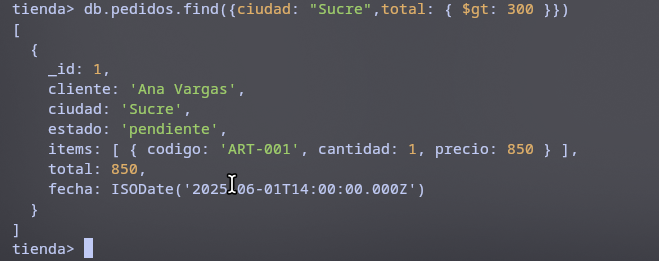 tienda> db.pedidos.find({ciudad: "Sucre",total: { $gt: 300 }})
[
  {
    _id: 1,
    cliente: 'Ana Vargas',
    ciudad: 'Sucre',
    estado: 'pendiente',
    items: [ { codigo: 'ART-001', cantidad: 1, precio: 850 } ],
    total: 850,
    fecha: ISODate('2025-06-01T14:00:00.000Z')
  }
]
tienda>